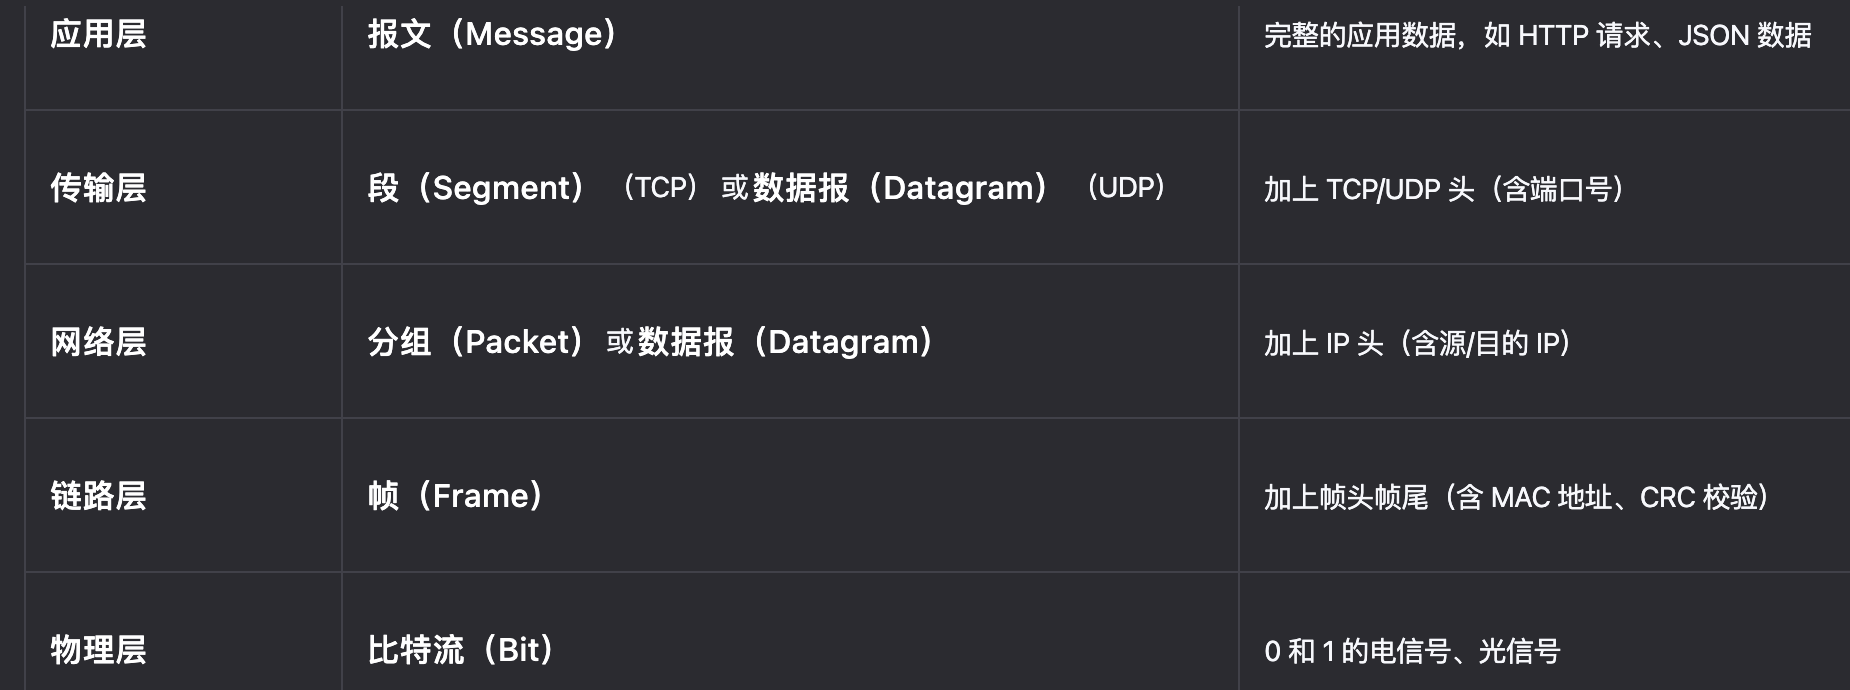 应用层 报文（Message） 完整的应用数据，如 HTTP 请求、JSON 数据
传输层 段（Segment）（TCP）或数据报（Datagram）（UDP） 加上 TCP/UDP 头（含端口号）
网络层 分组（Packet）或数据报（Datagram） 加上 IP 头（含源/目的 IP）
链路层 帧（Frame） 加上帧头帧尾（含 MAC 地址、CRC 校验）
物理层 比特流（Bit） 0 和 1 的电信号、光信号